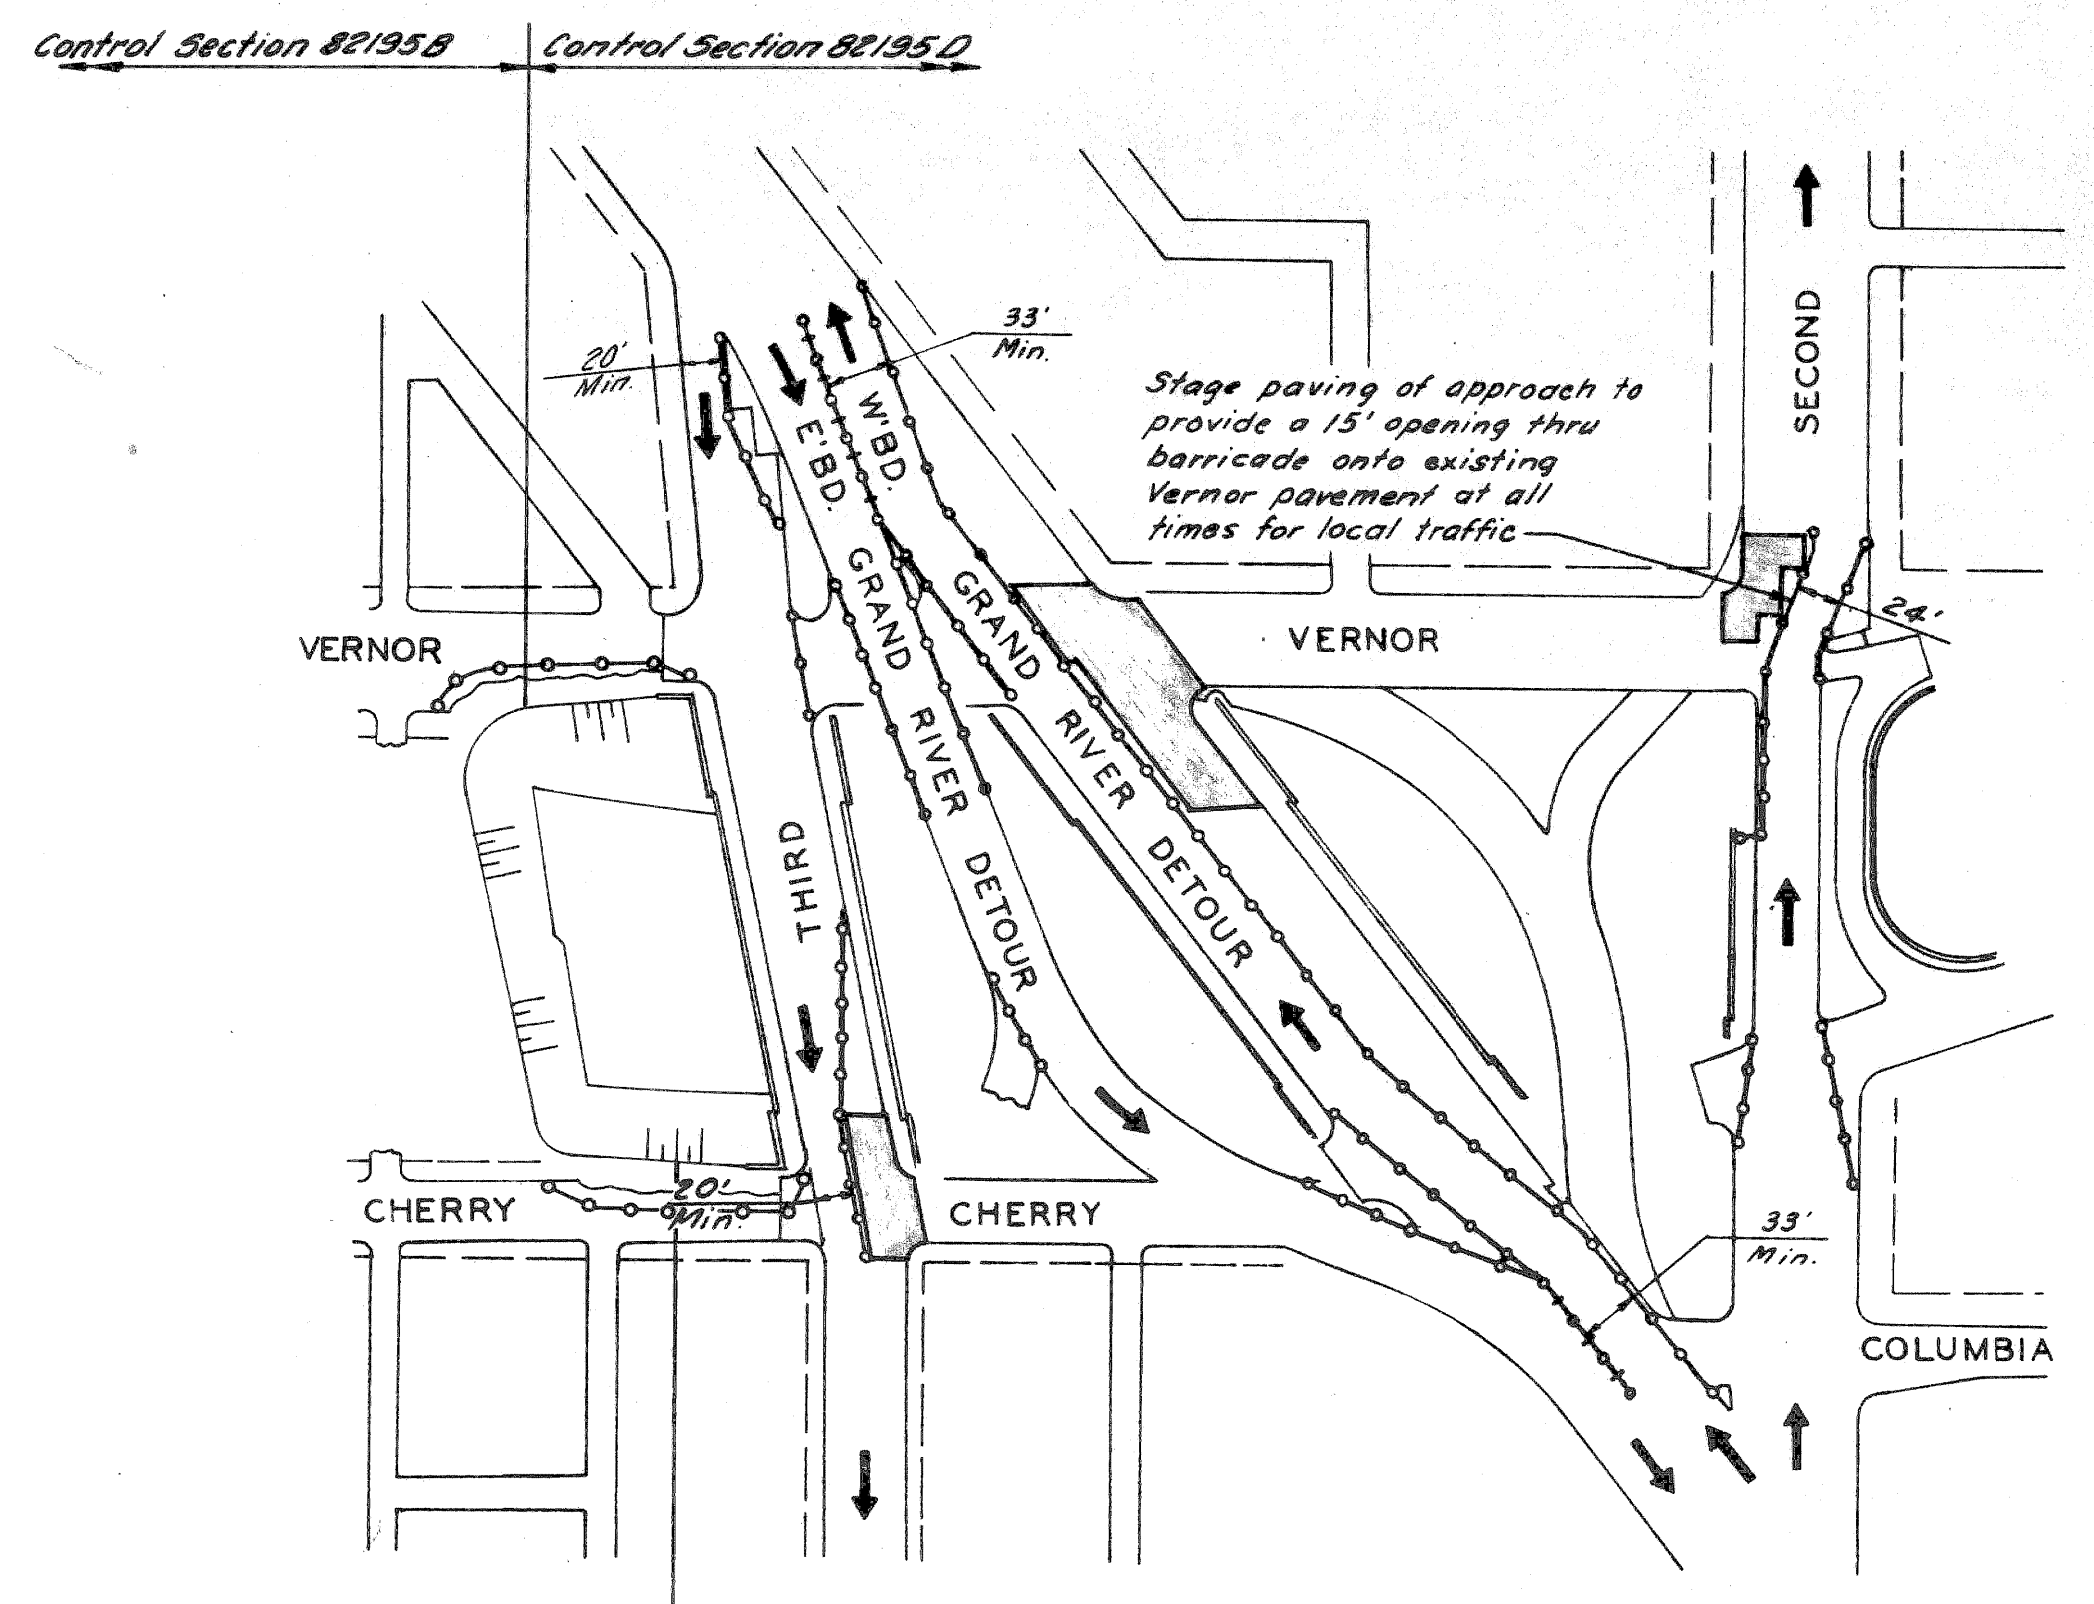 Control Section 82195B
Control Section 82195D
33'
Min.
20'
Min.
W'BD.
E'BD.
Stage paving of approach to
provide a 15' opening thru
barricade onto existing
Vernor pavement at all
times for local traffic
SECOND
24'
VERNOR
VERNOR
GRAND RIVER DETOUR
GRAND RIVER DETOUR
THIRD
CHERRY
20'
Min.
CHERRY
33'
Min.
COLUMBIA